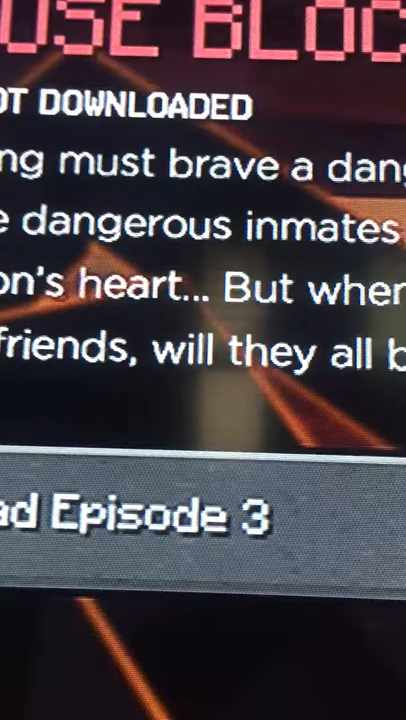 USE BLOC
OT DOWNLOADED
ng must brave a dang
e dangerous inmates
on's heart... But when
friends, will they all b
ad Episode 3